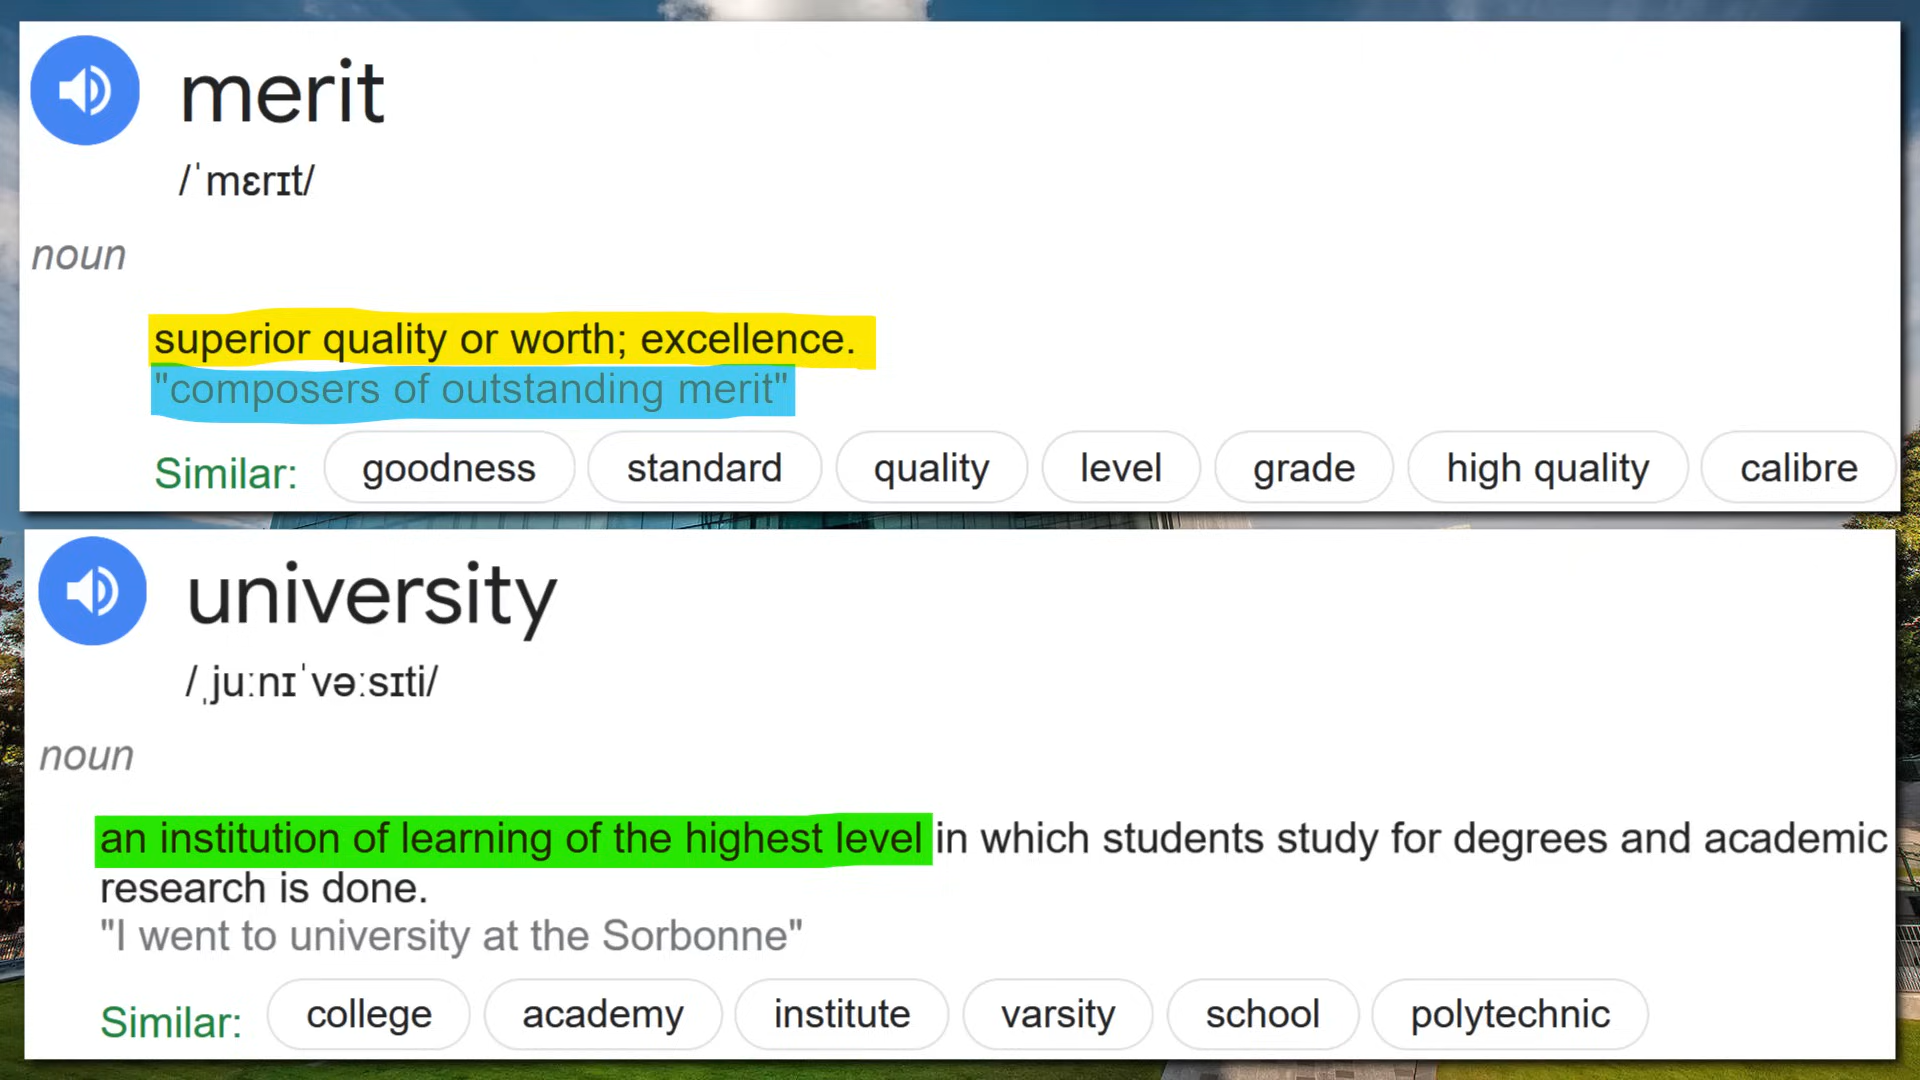 merit
/ˈmɛrɪt/
noun
superior quality or worth; excellence.
"composers of outstanding merit"
Similar: goodness standard quality level grade high quality calibre
university
/ˌjuːnɪˈvəːsɪti/
noun
an institution of learning of the highest level in which students study for degrees and academic
research is done.
"I went to university at the Sorbonne"
Similar: college academy institute varsity school polytechnic